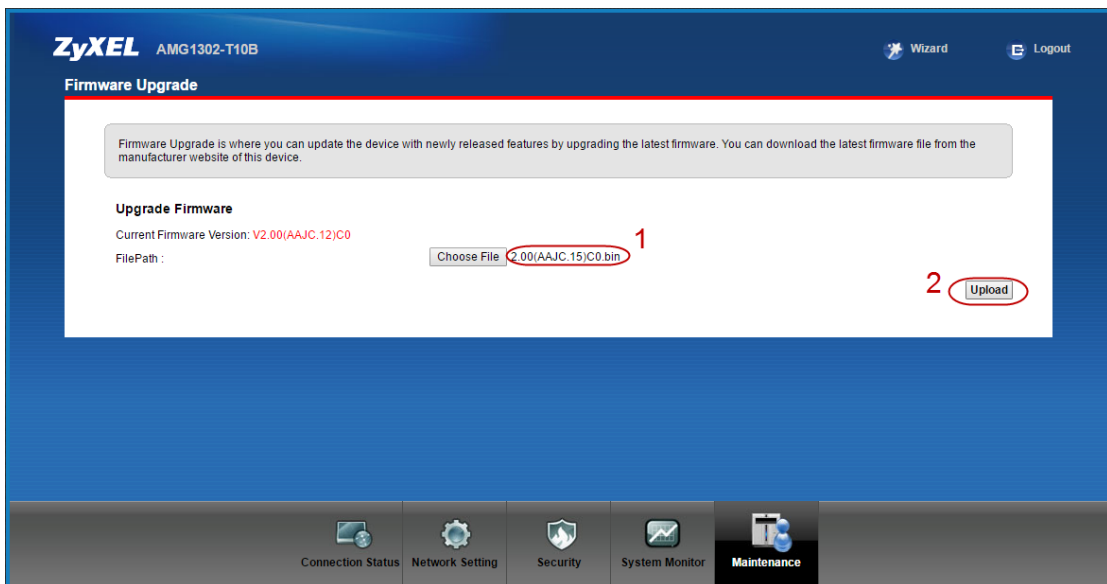 ZyXEL AMG1302-T10B
Wizard
Logout
Firmware Upgrade
Firmware Upgrade is where you can update the device with newly released features by upgrading the latest firmware. You can download the latest firmware file from the
manufacturer website of this device.
Upgrade Firmware
Current Firmware Version: V2.00(AAJC.12)C0
FilePath :
Choose File 2.00(AAJC.15)C0.bin
1
2
Upload
Connection Status
Network Setting
Security
System Monitor
Maintenance